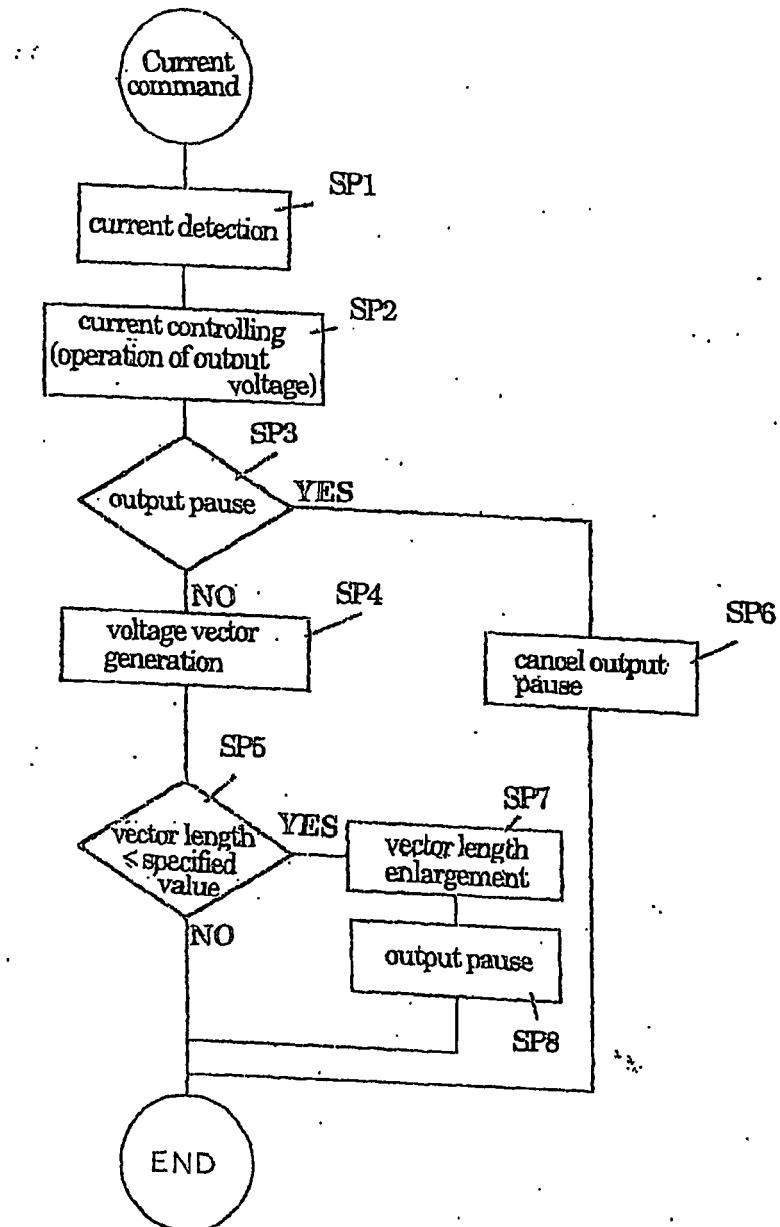 Current
command
SP1
current detection
SP2
current controlling
(operation of output
voltage)
SP3
output pause
YES
NO
SP4
voltage vector
generation
SP6
cancel output
pause
SP5
vector length
≤ specified
value
YES
NO
SP7
vector length
enlargement
output pause
SP8
END